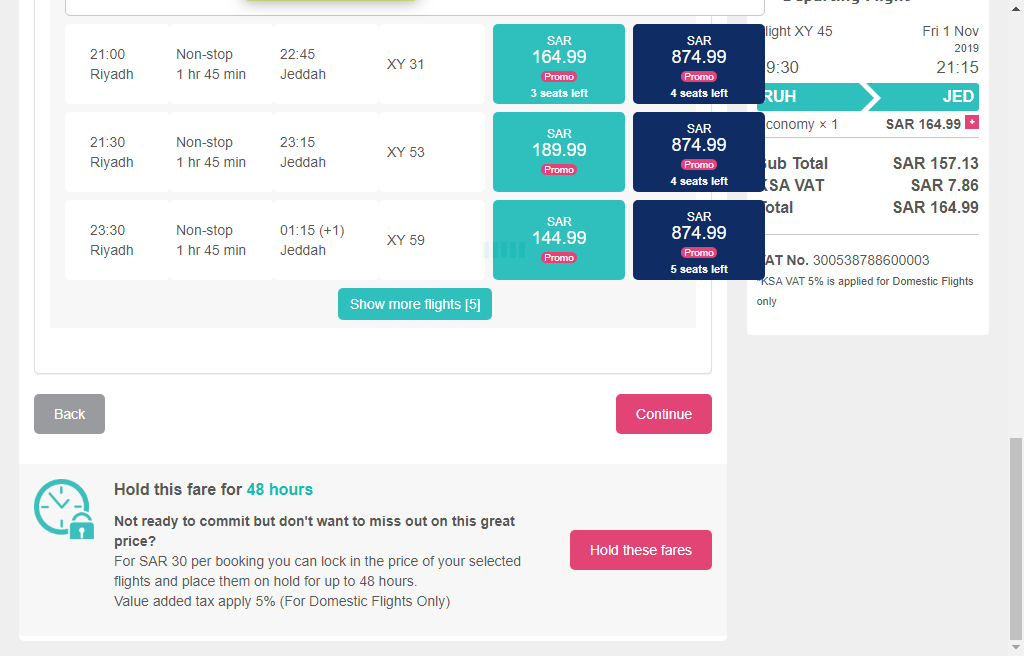 21:00
Riyadh
Non-stop
1 hr 45 min
22:45
Jeddah
XY 31
SAR
164.99
Promo
3 seats left
SAR
874.99
Promo
4 seats left
21:30
Riyadh
Non-stop
1 hr 45 min
23:15
Jeddah
XY 53
SAR
189.99
Promo
SAR
874.99
Promo
4 seats left
23:30
Riyadh
Non-stop
1 hr 45 min
01:15 (+1)
Jeddah
XY 59
SAR
144.99
Promo
SAR
874.99
Promo
5 seats left
Show more flights [5]
Back
Continue
Hold this fare for 48 hours
Not ready to commit but don't want to miss out on this great
price?
For SAR 30 per booking you can lock in the price of your selected
flights and place them on hold for up to 48 hours.
Value added tax apply 5% (For Domestic Flights Only)
Hold these fares
light XY 45
Fri 1 Nov
2019
9:30
21:15
RUH
JED
conomy × 1
SAR 164.99 +
ub Total
SAR 157.13
KSA VAT
SAR 7.86
Total
SAR 164.99
VAT No. 300538788600003
*KSA VAT 5% is applied for Domestic Flights
only